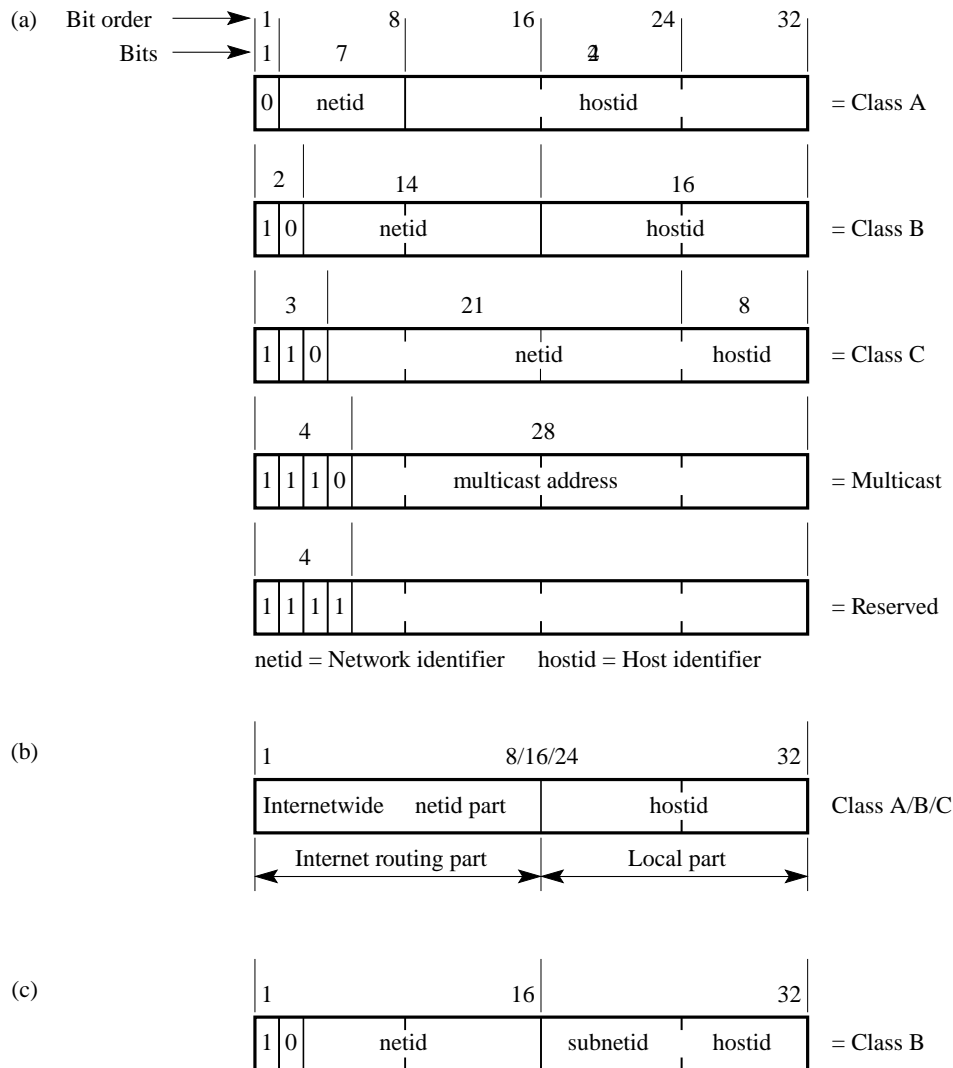 (a) Bit order 1 8 16 24 32
Bits 1 7
0 netid hostid = Class A
2 14 16
1 0 netid hostid = Class B
3 21 8
1 1 0 netid hostid = Class C
4 28
1 1 1 0 multicast address = Multicast
4
1 1 1 1 = Reserved
netid = Network identifier hostid = Host identifier
(b) 1 8/16/24 32
Internetwide netid part hostid Class A/B/C
Internet routing part Local part
(c) 1 16 32
1 0 netid subnetid hostid = Class B